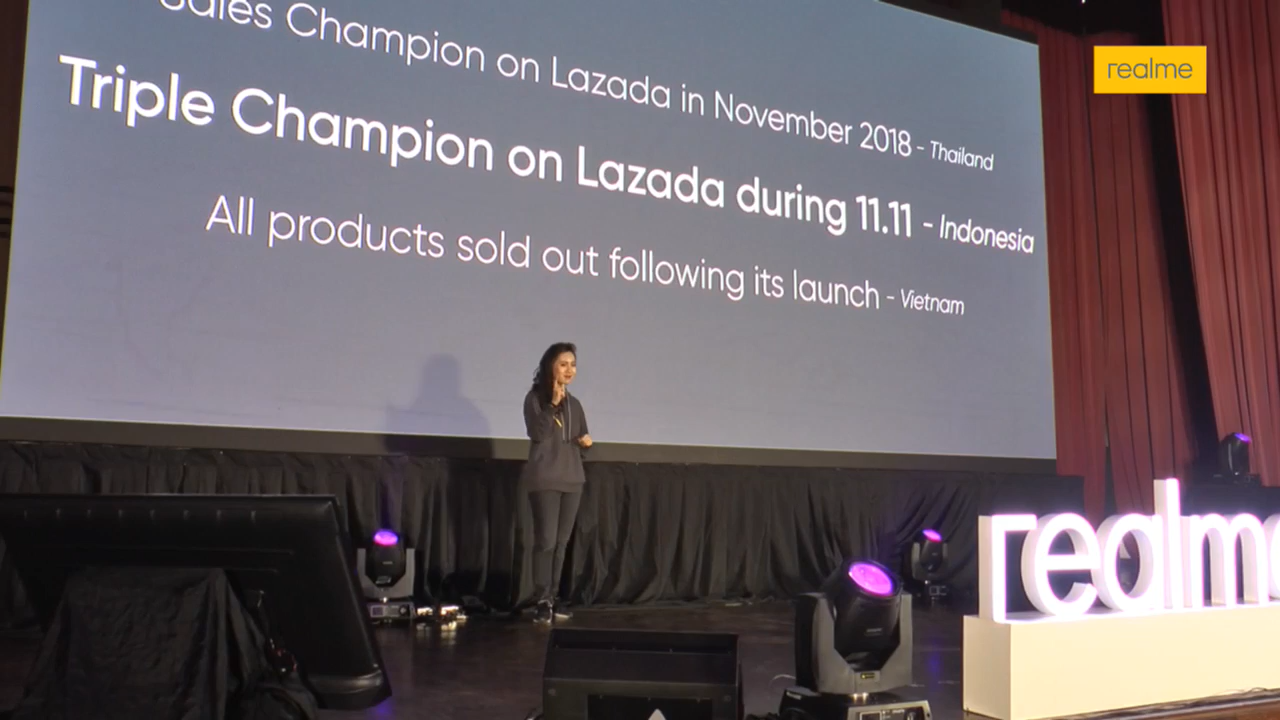 Sales Champion on Lazada in November 2018 - Thailand
realme
Triple Champion on Lazada during 11.11 - Indonesia
All products sold out following its launch - Vietnam
realme